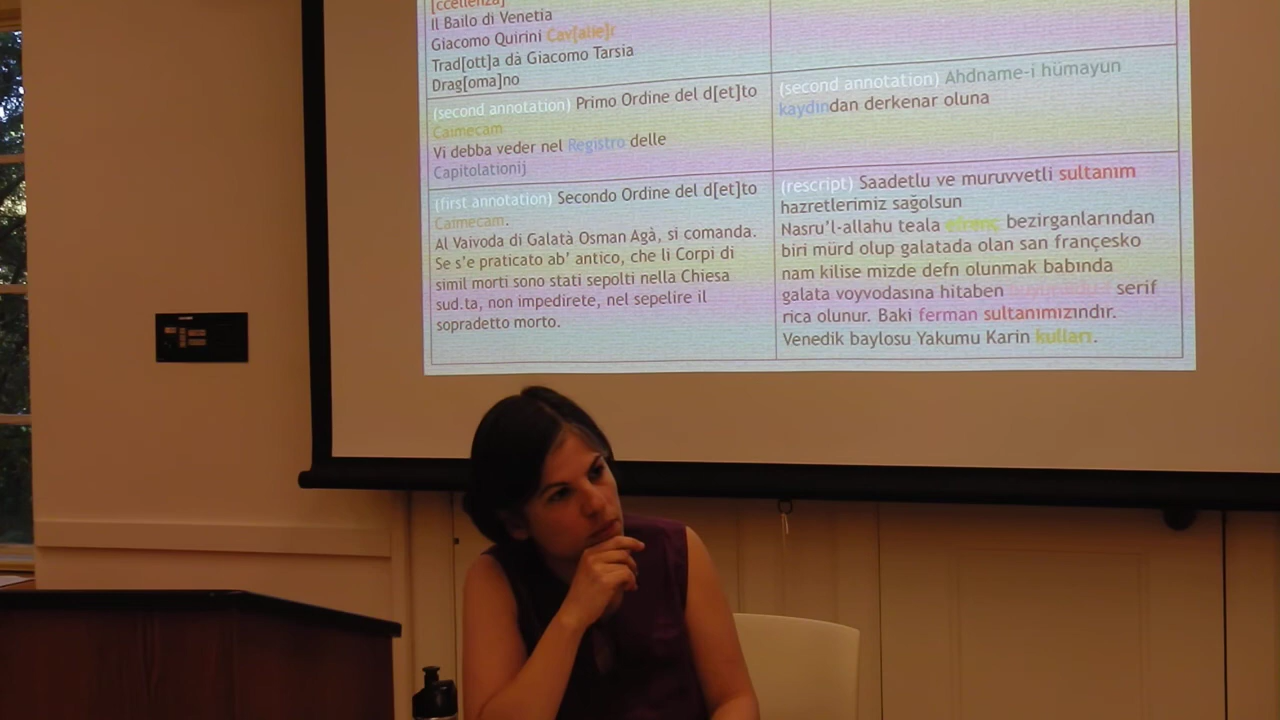 [ccellenza]
Il Bailo di Venetia
Giacomo Quirini Cav[alie]r
Trad[ott]a dà Giacomo Tarsia
Drag[oma]no
(second annotation) Primo Ordine del d[et]to
Caimecam
Vi debba veder nel Registro delle
Capitolationij
(first annotation) Secondo Ordine del d[et]to
Caimecam.
Al Vaivoda di Galatà Osman Agà, si comanda.
Se s'e praticato ab' antico, che li Corpi di
simil morti sono stati sepolti nella Chiesa
sud.ta, non impedirete, nel sepelire il
sopradetto morto.
(second annotation) Ahdname-i hümayun
kaydından derkenar oluna
(rescript) Saadetlu ve muruvvetli sultanım
hazretlerimiz sağolsun
Nasru'l-allahu teala bezirganlarından
biri mürd olup galatada olan san françesko
nam kilise mizde defn olunmak babında
galata voyvodasına hitaben serif
rica olunur. Baki ferman sultanımızındır.
Venedik baylosu Yakumu Karin kulları.